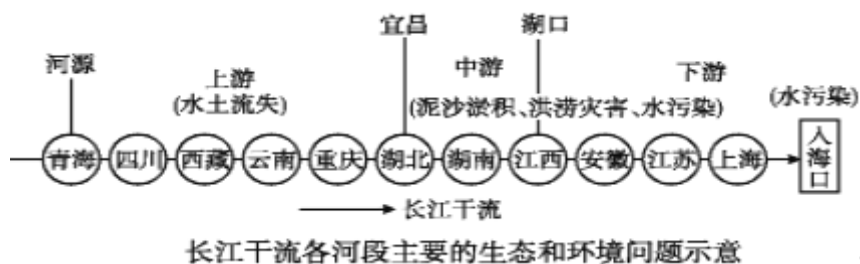 宜昌
湖口
河源
上游
中游
下游
(水土流失)
(泥沙淤积、洪涝灾害、水污染)
(水污染)
青海 四川 西藏 云南 重庆 湖北 湖南 江西 安徽 江苏 上海
入海口
长江干流
长江干流各河段主要的生态和环境问题示意